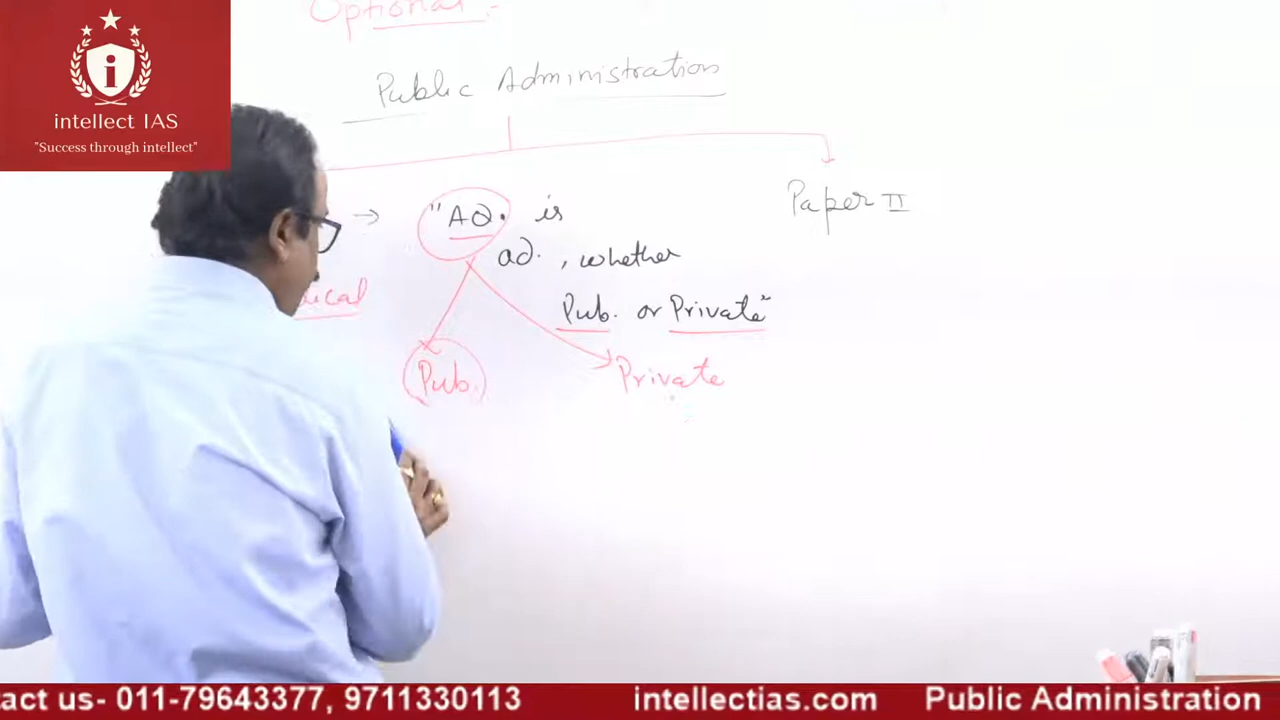 Optional :-
intellect IAS
"Success through intellect"
Public Administration
Paper II
→ "Ad. is
ad., whether
Pub. or Private"
Pub.
Private
act us- 011-79643377, 9711330113 intellectias.com Public Administration